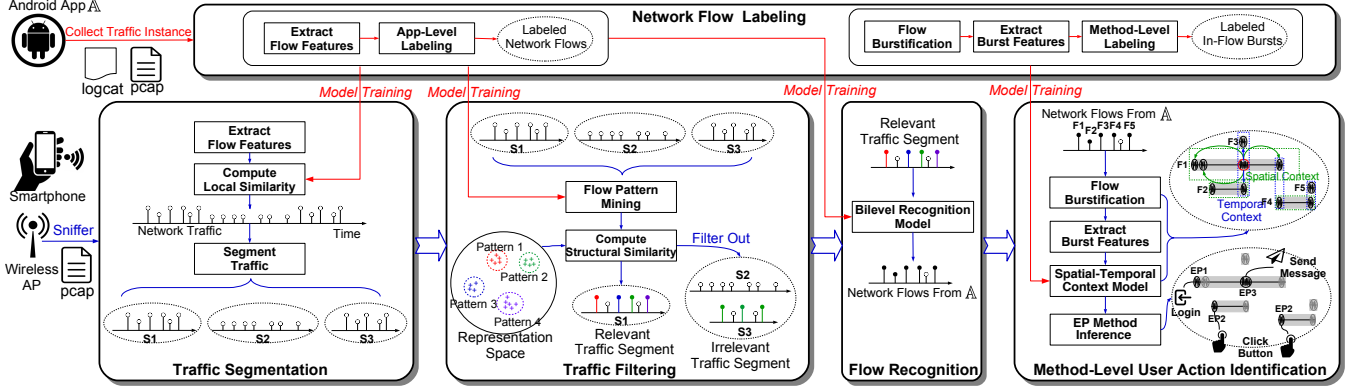 Android App 𝔸
Collect Traffic Instance
logcat
pcap
Network Flow Labeling
Extract
Flow Features
App-Level
Labeling
Labeled
Network Flows
Flow
Burstification
Extract
Burst Features
Method-Level
Labeling
Labeled
In-Flow Bursts
Model Training
Model Training
Model Training
Model Training
Smartphone
Sniffer
Wireless
AP
pcap
Extract
Flow Features
Compute
Local Similarity
Network Traffic
Time
Segment
Traffic
S1
S2
S3
Traffic Segmentation
S1
S2
S3
Flow Pattern
Mining
Compute
Structural Similarity
Filter Out
Pattern 1
Pattern 2
Pattern 3
Pattern 4
Representation
Space
S1
Relevant
Traffic Segment
S2
S3
Irrelevant
Traffic Segment
Traffic Filtering
Relevant
Traffic Segment
Bilevel Recognition
Model
Network Flows From 𝔸
Flow Recognition
Network Flows From 𝔸
F1 F2 F3 F4 F5
Flow
Burstification
Extract
Burst Features
Spatial-Temporal
Context Model
EP Method
Inference
F3
F1
Spatial Context
F2
F5
F4
Temporal
Context
Send
Message
EP1
EP3
Login
EP2
EP2
Click
Button
Method-Level User Action Identification